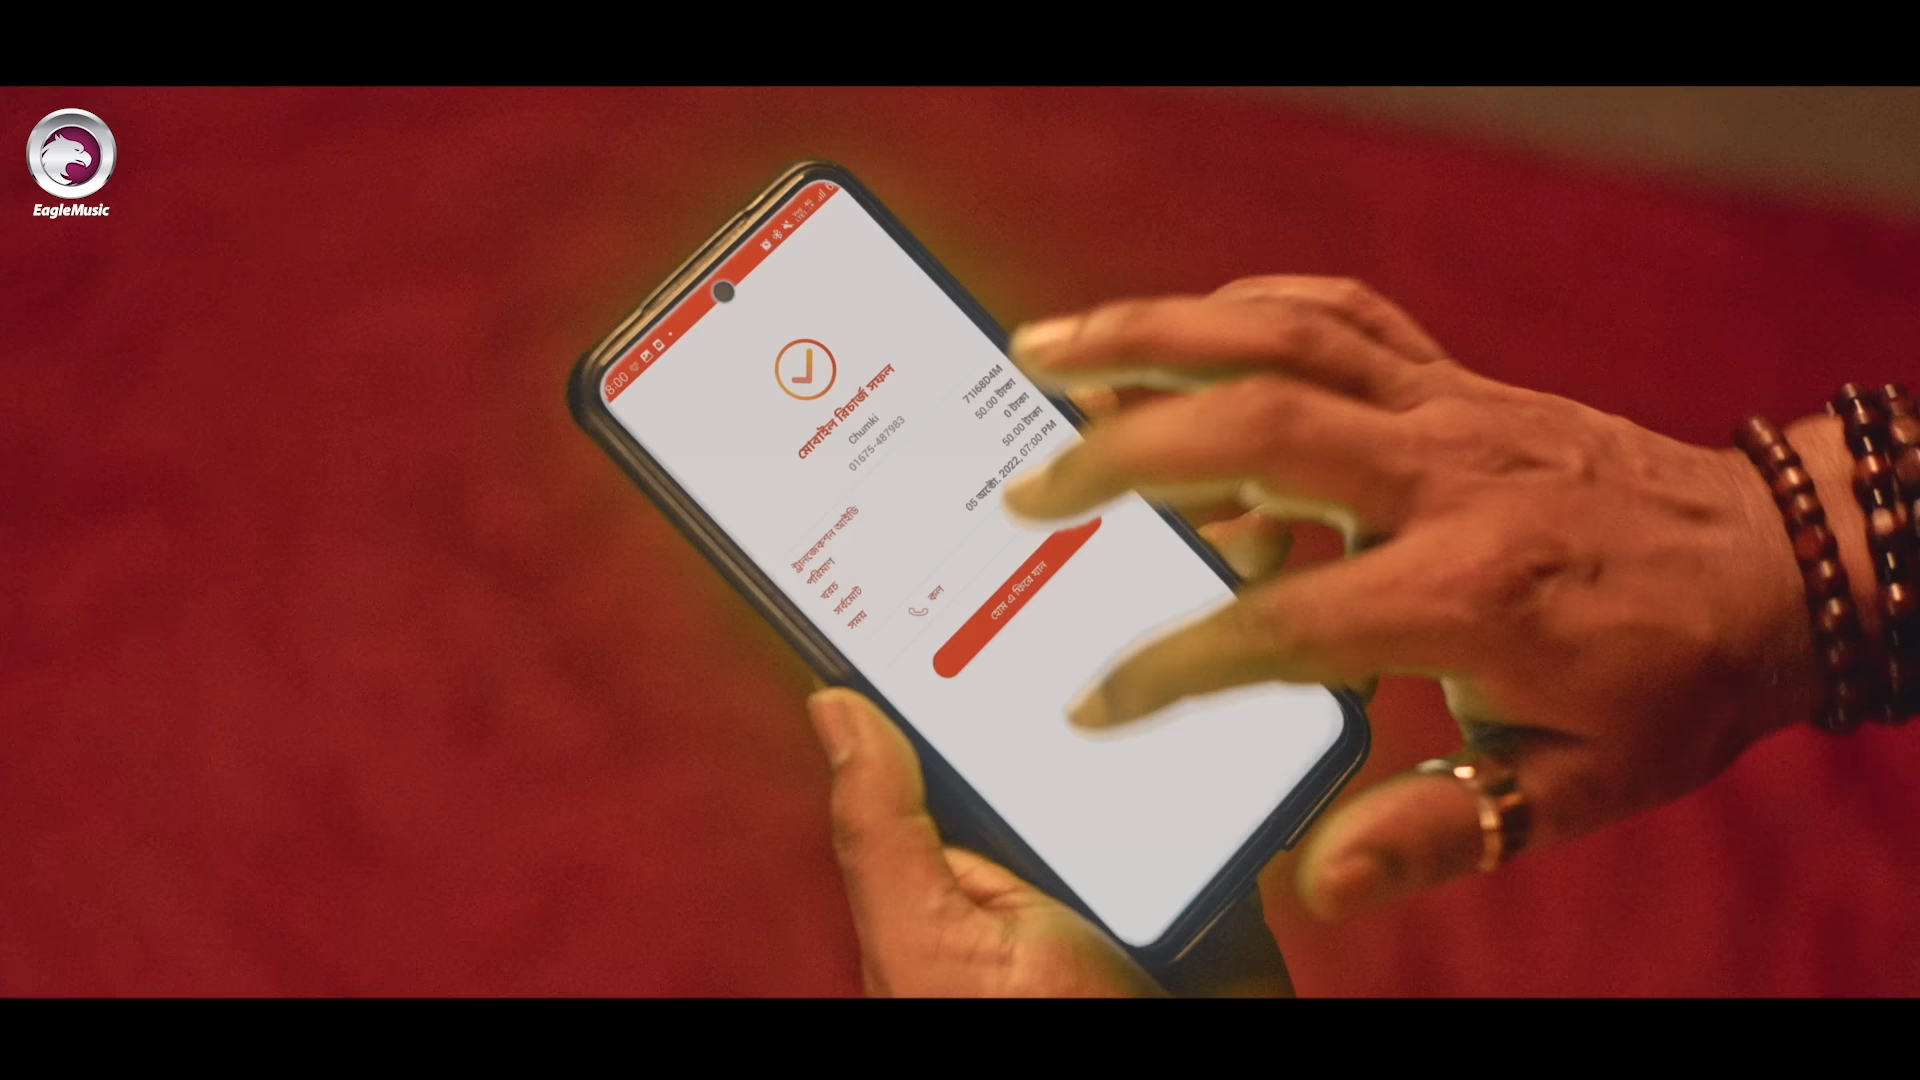 EagleMusic
8:00
মোবাইল রিচার্জ সফল
Chumki
01675-487983
ট্রানজেকশন আইডি 71I68D4M
পরিমাণ 50.00 টাকা
খরচ 0 টাকা
সর্বমোট 50.00 টাকা
সময় 05 অক্টো. 2022, 07:00 PM
কল
হোম এ ফিরে যান